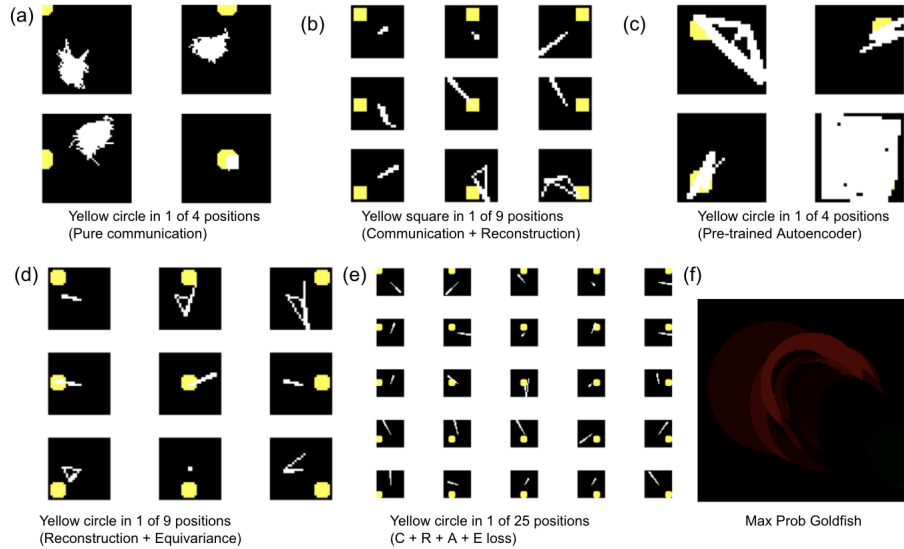 (a)
(b)
(c)
Yellow circle in 1 of 4 positions
(Pure communication)
Yellow square in 1 of 9 positions
(Communication + Reconstruction)
Yellow circle in 1 of 4 positions
(Pre-trained Autoencoder)
(d)
(e)
(f)
Yellow circle in 1 of 9 positions
(Reconstruction + Equivariance)
Yellow circle in 1 of 25 positions
(C + R + A + E loss)
Max Prob Goldfish